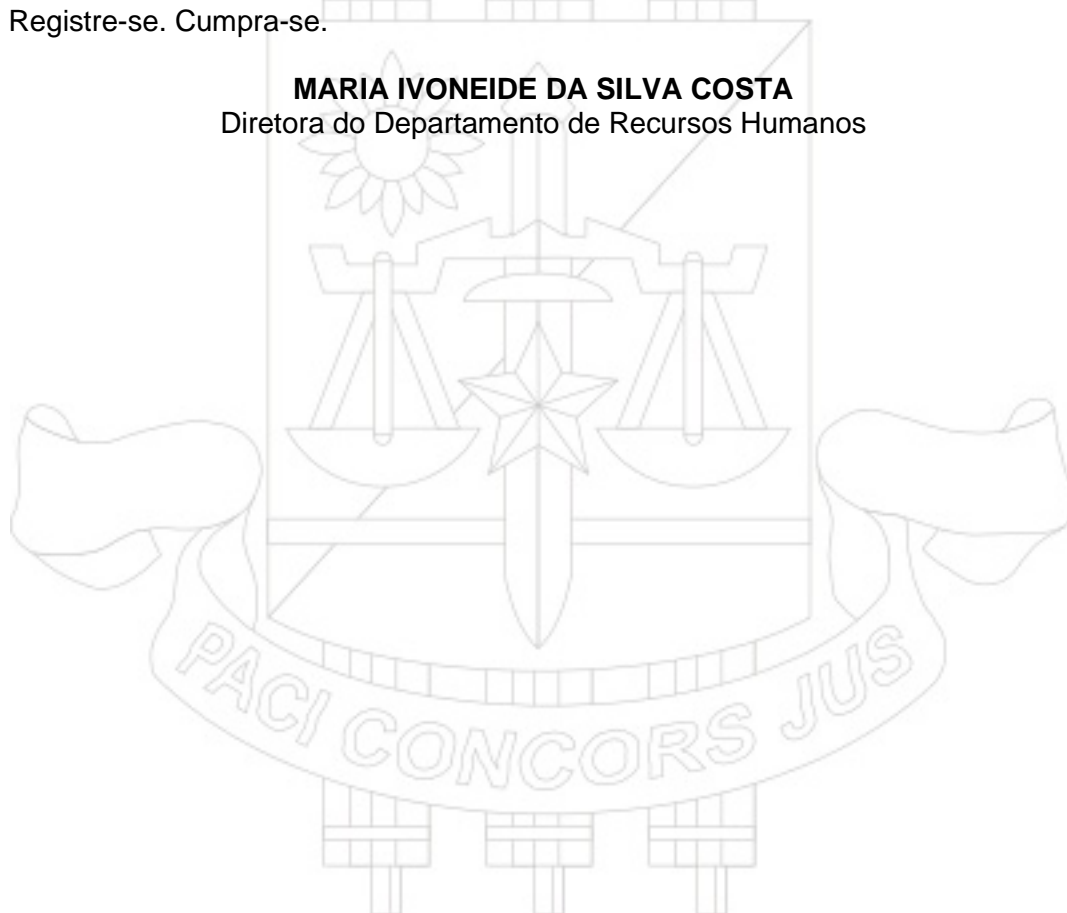 Registre-se. Cumpra-se.
MARIA IVONEIDE DA SILVA COSTA
Diretora do Departamento de Recursos Humanos
PACI CONCORS JUS